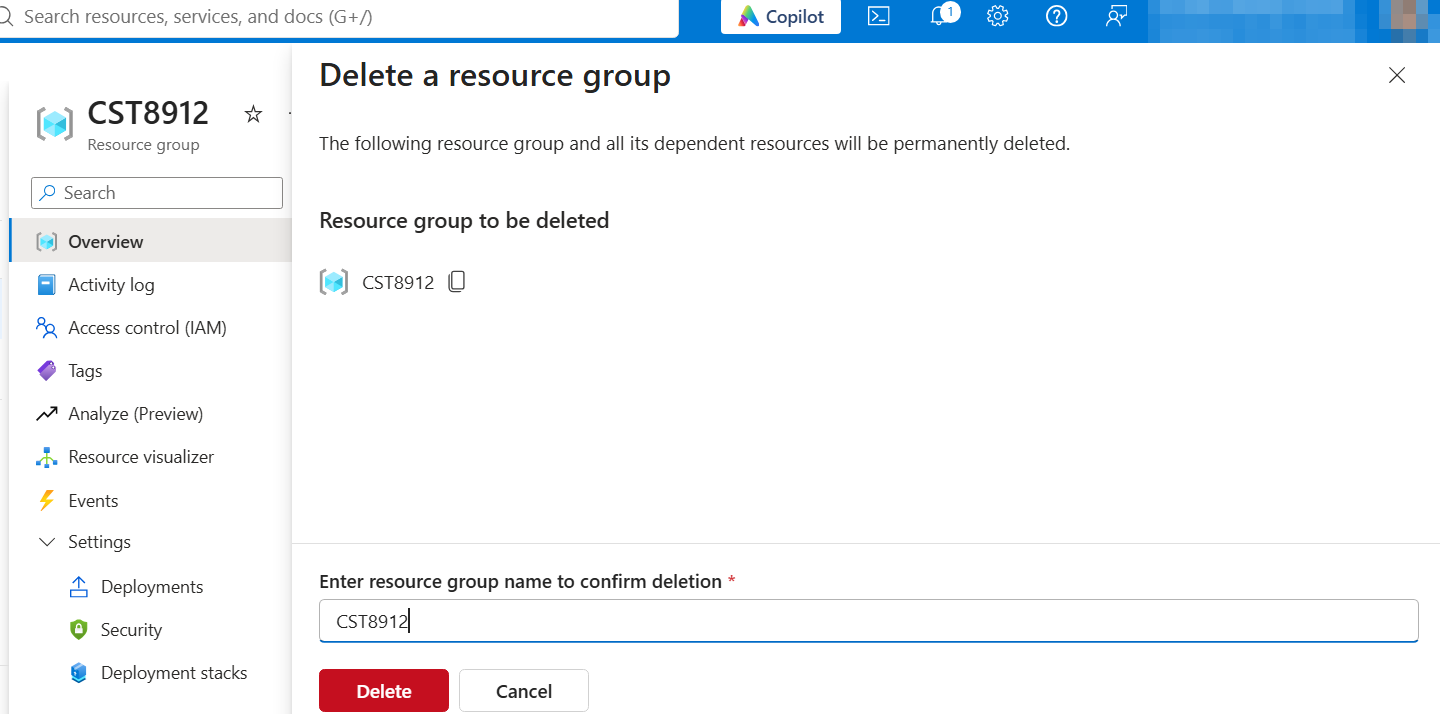 Search resources, services, and docs (G+/)
Copilot
1
CST8912
Resource group
Search
Overview
Activity log
Access control (IAM)
Tags
Analyze (Preview)
Resource visualizer
Events
Settings
Deployments
Security
Deployment stacks
Delete a resource group
The following resource group and all its dependent resources will be permanently deleted.
Resource group to be deleted
CST8912
Enter resource group name to confirm deletion *
CST8912
Delete
Cancel